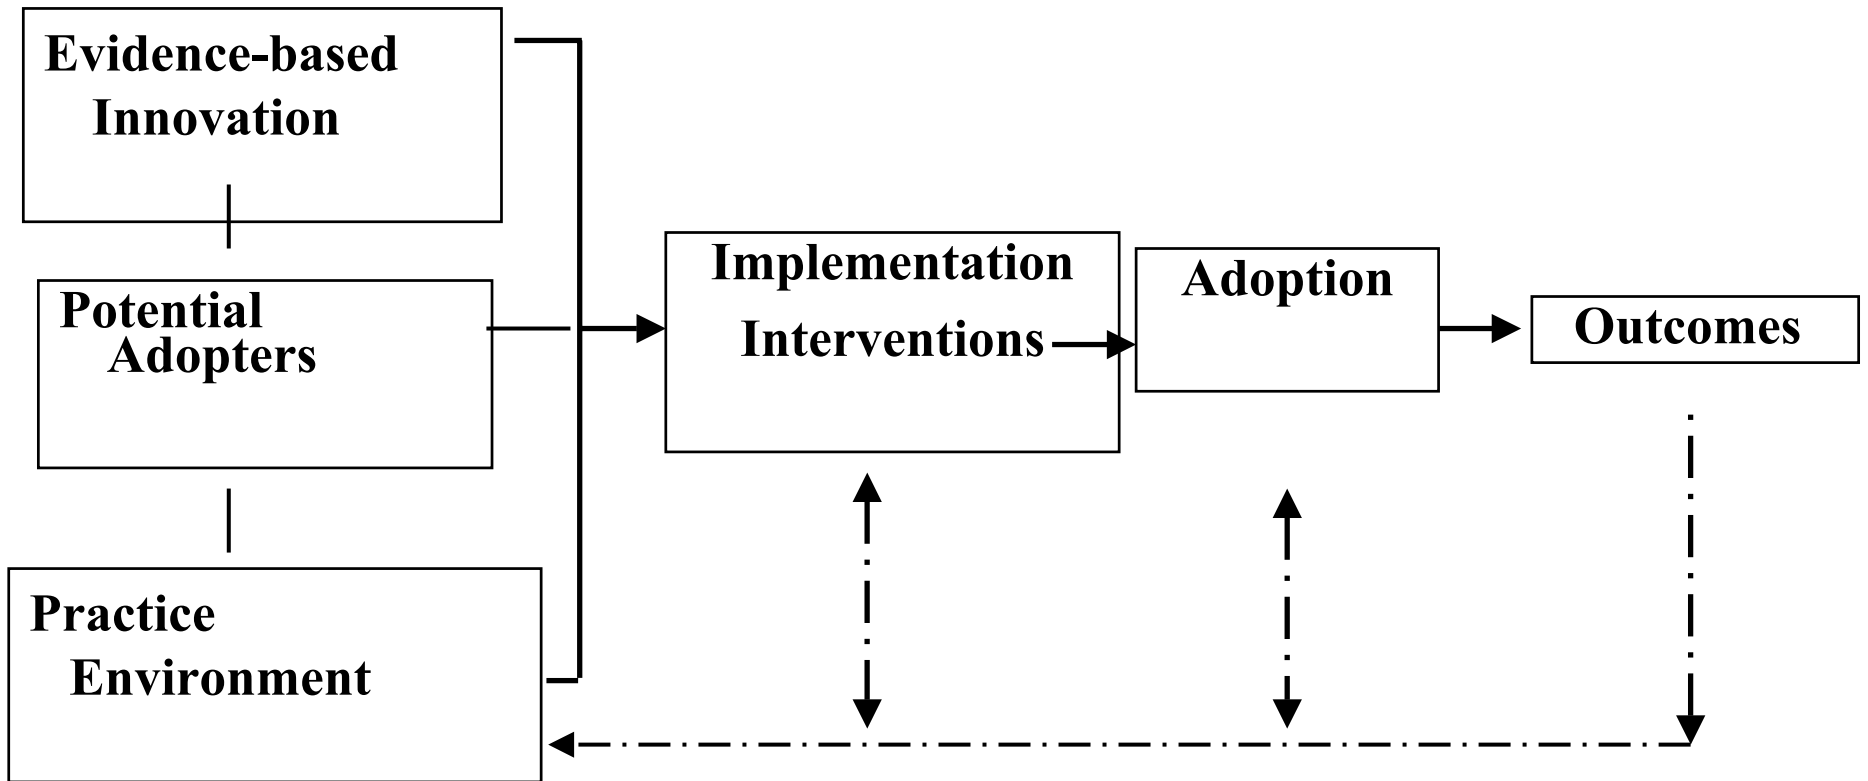 Evidence-based
Innovation
Potential
Adopters
Practice
Environment
Implementation
Interventions
Adoption
Outcomes